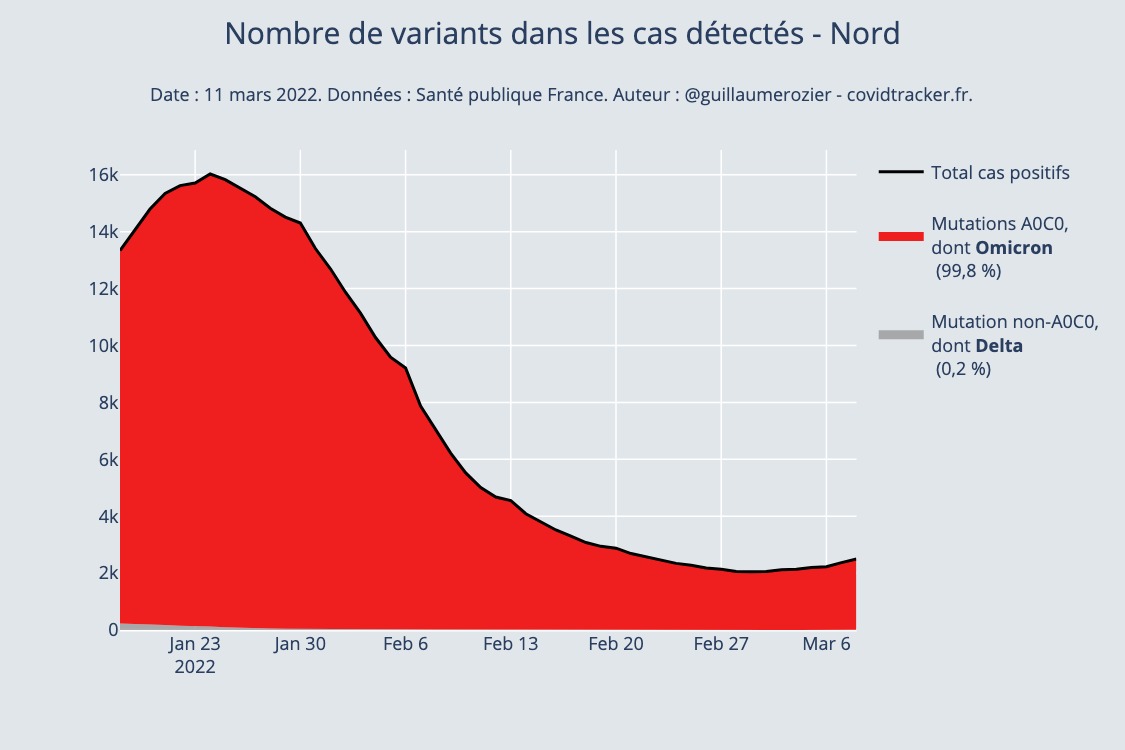 Nombre de variants dans les cas détectés - Nord
Date : 11 mars 2022. Données : Santé publique France. Auteur : @guillaumerozier - covidtracker.fr.
16k
14k
12k
10k
8k
6k
4k
2k
0
Jan 23
2022
Jan 30
Feb 6
Feb 13
Feb 20
Feb 27
Mar 6
Total cas positifs
Mutations A0C0,
dont Omicron
(99,8 %)
Mutation non-A0C0,
dont Delta
(0,2 %)